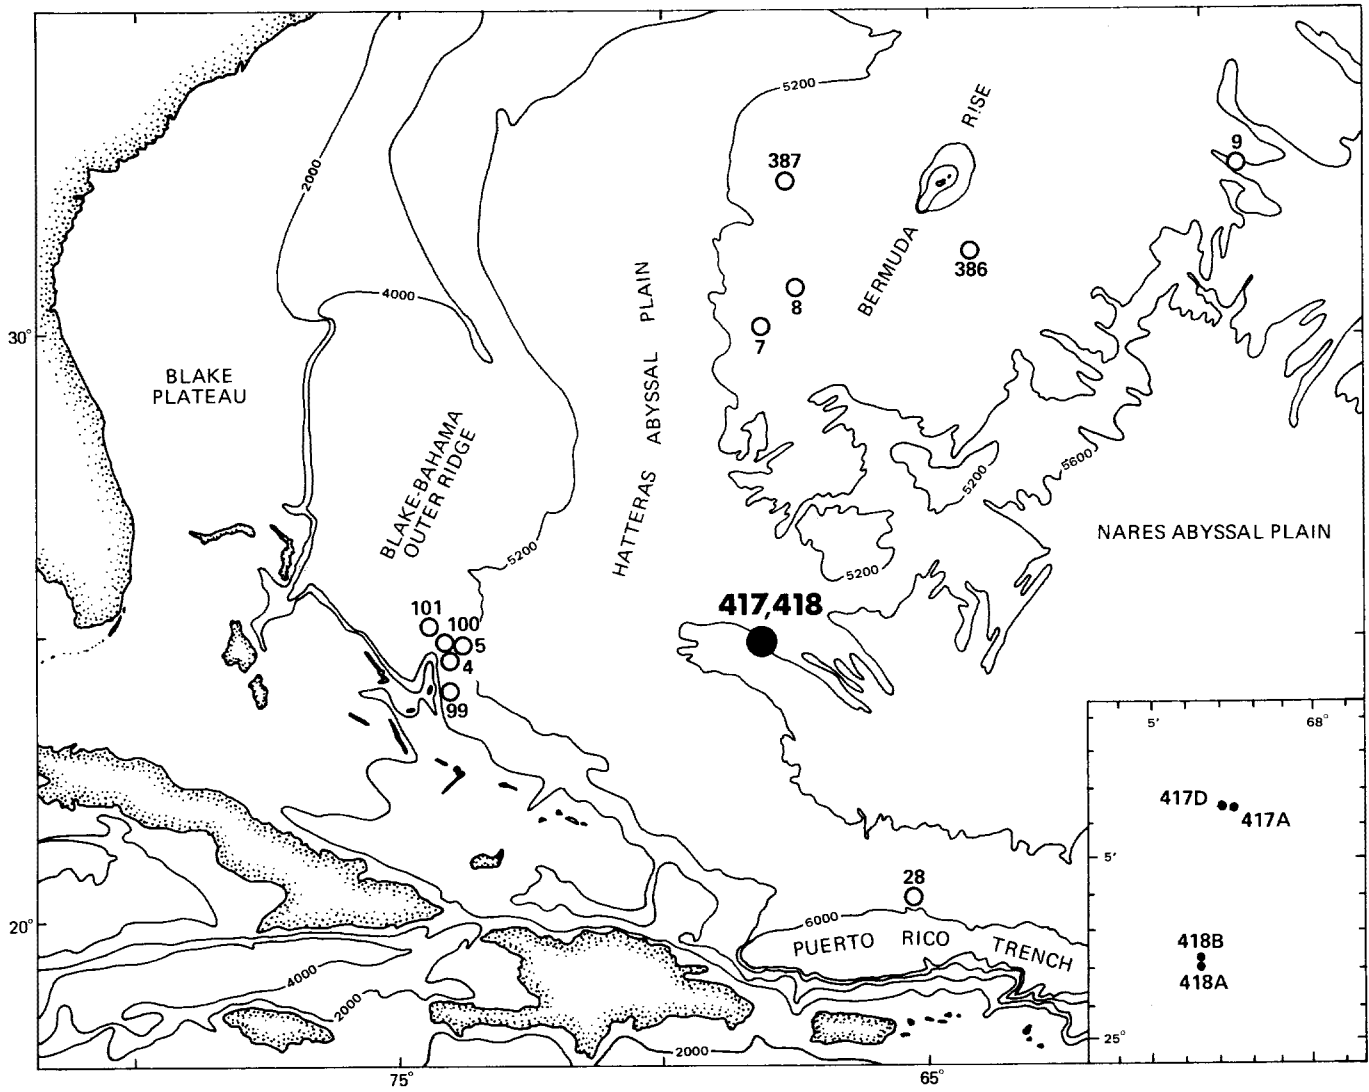 5200
RISE
9
387
2000
BERMUDA
386
4000
8
HATTERAS ABYSSAL PLAIN
30°
7
BLAKE
PLATEAU
BLAKE-BAHAMA
OUTER RIDGE
5600
5200
NARES ABYSSAL PLAIN
5200
5200
417,418
101
100
5
4
99
5'
68°
417D
417A
5'
28
6000
20°
PUERTO RICO TRENCH
418B
418A
4000
2000
25°
2000
75°
65°